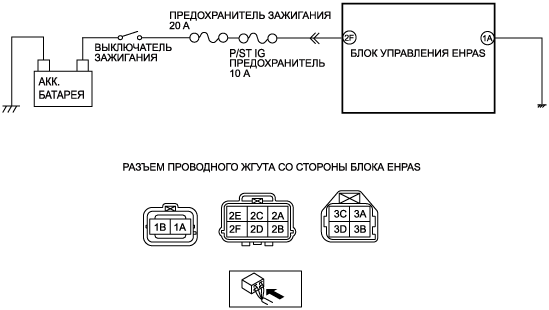 ПРЕДОХРАНИТЕЛЬ ЗАЖИГАНИЯ
20 А
ВЫКЛЮЧАТЕЛЬ
ЗАЖИГАНИЯ
P/ST IG
ПРЕДОХРАНИТЕЛЬ
10 А
2F
1A
БЛОК УПРАВЛЕНИЯ EHPAS
АКК.
БАТАРЕЯ
РАЗЪЕМ ПРОВОДНОГО ЖГУТА СО СТОРОНЫ БЛОКА EHPAS
1B 1A
2E 2C 2A
2F 2D 2B
3C 3A
3D 3B